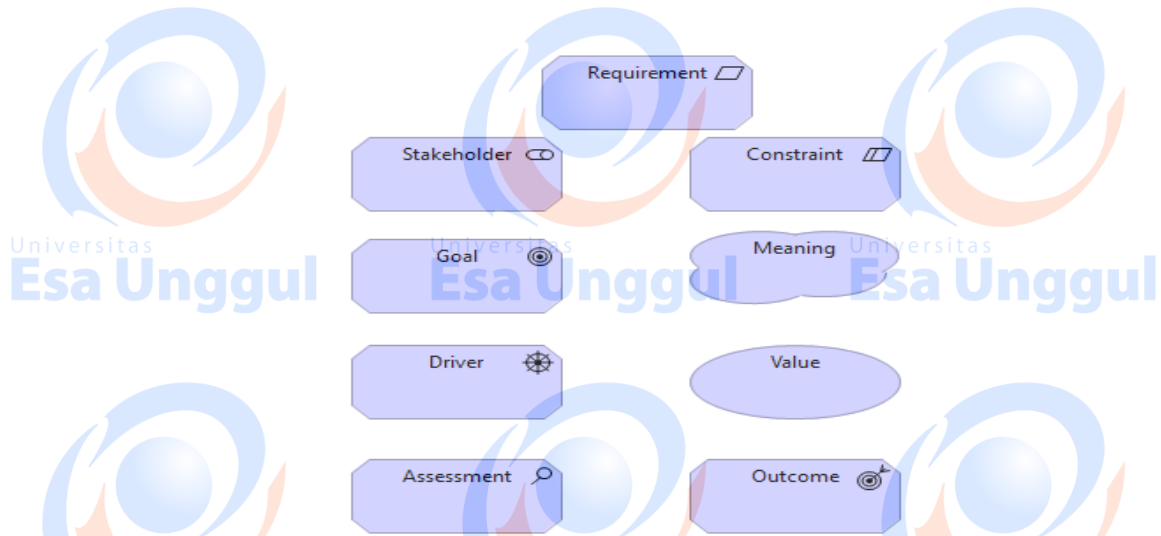 Requirement
Stakeholder
Constraint
Universitas
Esa Unggul
Universitas
Esa Unggul
Universitas
Esa Unggul
Goal
Meaning
Driver
Value
Assessment
Outcome